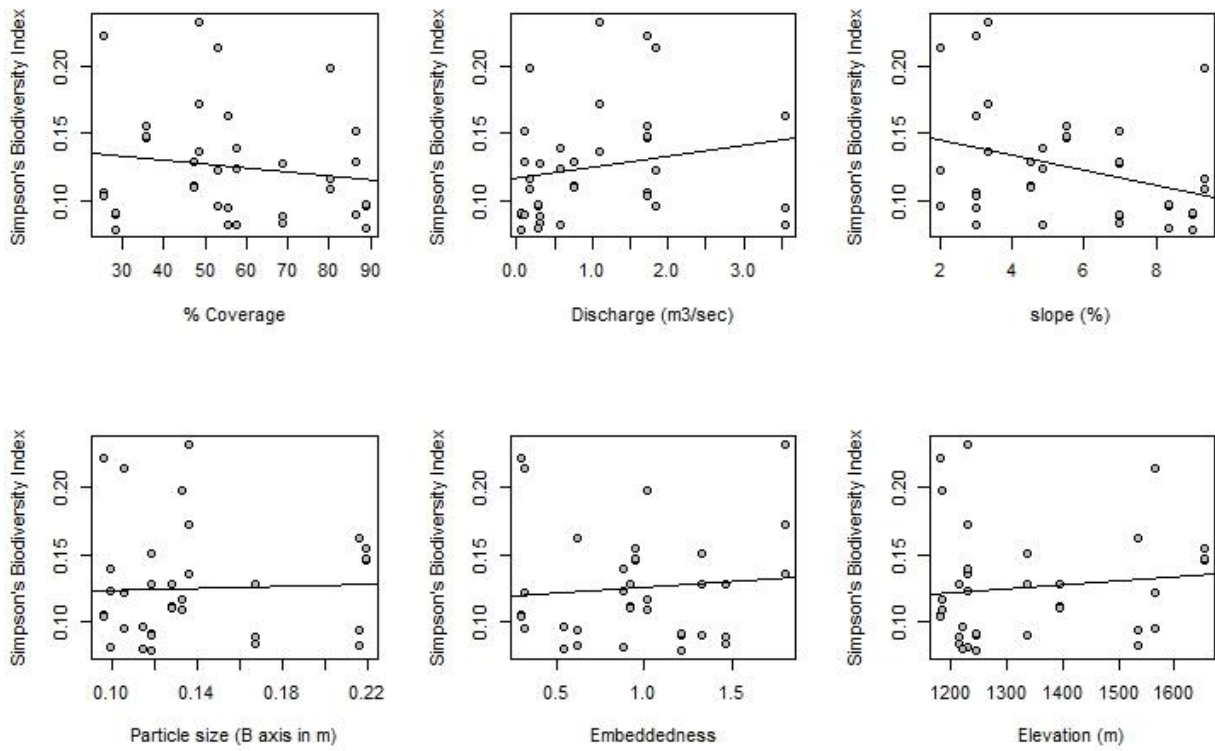 Simpson's Biodiversity Index
0.10 0.15 0.20
30 40 50 60 70 80 90
% Coverage
Simpson's Biodiversity Index
0.10 0.15 0.20
0.0 1.0 2.0 3.0
Discharge (m3/sec)
Simpson's Biodiversity Index
0.10 0.15 0.20
2 4 6 8
slope (%)
Simpson's Biodiversity Index
0.10 0.15 0.20
0.10 0.14 0.18 0.22
Particle size (B axis in m)
Simpson's Biodiversity Index
0.10 0.15 0.20
0.5 1.0 1.5
Embeddedness
Simpson's Biodiversity Index
0.10 0.15 0.20
1200 1300 1400 1500 1600
Elevation (m)